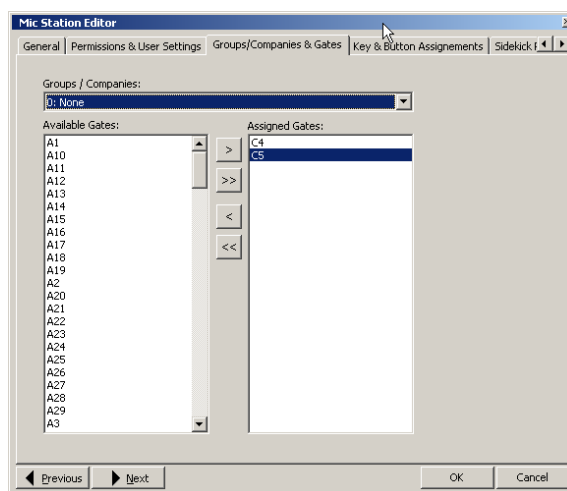 Mic Station Editor
General Permissions & User Settings Groups/Companies & Gates Key & Button Assignements Sidekick
Groups / Companies:
0: None
Available Gates:
Assigned Gates:
A1
A10
A11
A12
A13
A14
A15
A16
A17
A18
A19
A2
A20
A21
A22
A23
A24
A25
A26
A27
A28
A29
A3
>
>>
<
<<
C4
C5
Previous Next OK Cancel